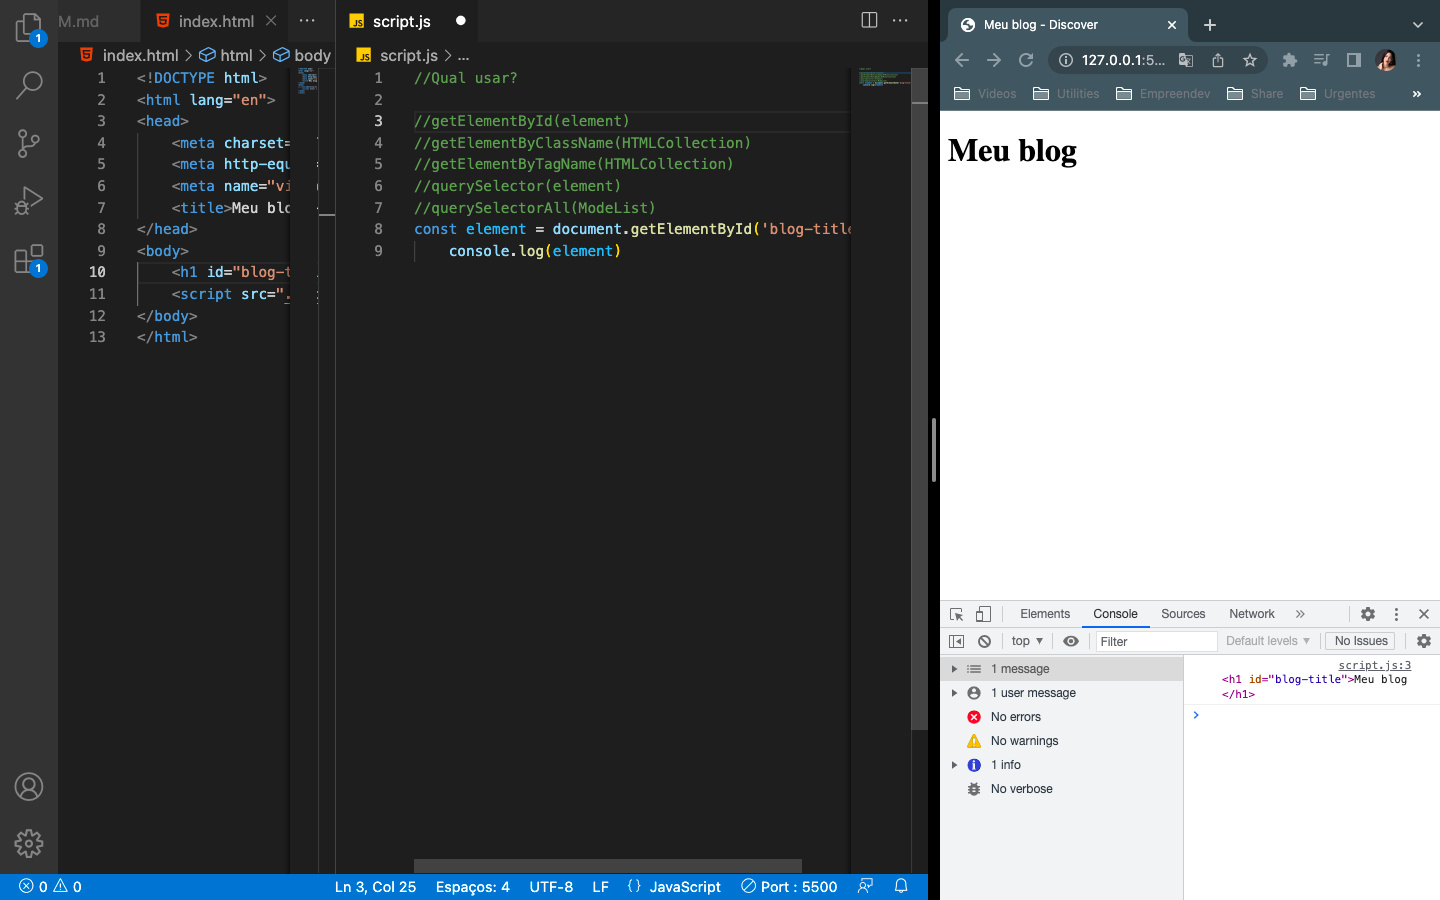 M.md
index.html
index.html
html
body
1 <!DOCTYPE html>
2 <html lang="en">
3 <head>
4 <meta charset=
5 <meta http-equ =
6 <meta name="vi
7 <title>Meu blo
8 </head>
9 <body>
10 <h1 id="blog-t
11 <script src=".
12 </body>
13 </html>
JS script.js
JS script.js > ...
1 //Qual usar?
2
3 //getElementById(element)
4 //getElementByClassName(HTMLCollection)
5 //getElementByTagName(HTMLCollection)
6 //querySelector(element)
7 //querySelectorAll(ModeList)
8 const element = document.getElementById('blog-title
9 console.log(element)
1
1
0 0
Ln 3, Col 25 Espaços: 4 UTF-8 LF {} JavaScript Port : 5500
Meu blog - Discover
127.0.0.1:5...
Videos Utilities Empreendev Share Urgentes »
Meu blog
Elements Console Sources Network »
top Filter Default levels No Issues
1 message
1 user message
No errors
No warnings
1 info
No verbose
script.js:3
<h1 id="blog-title">Meu blog
</h1>
>